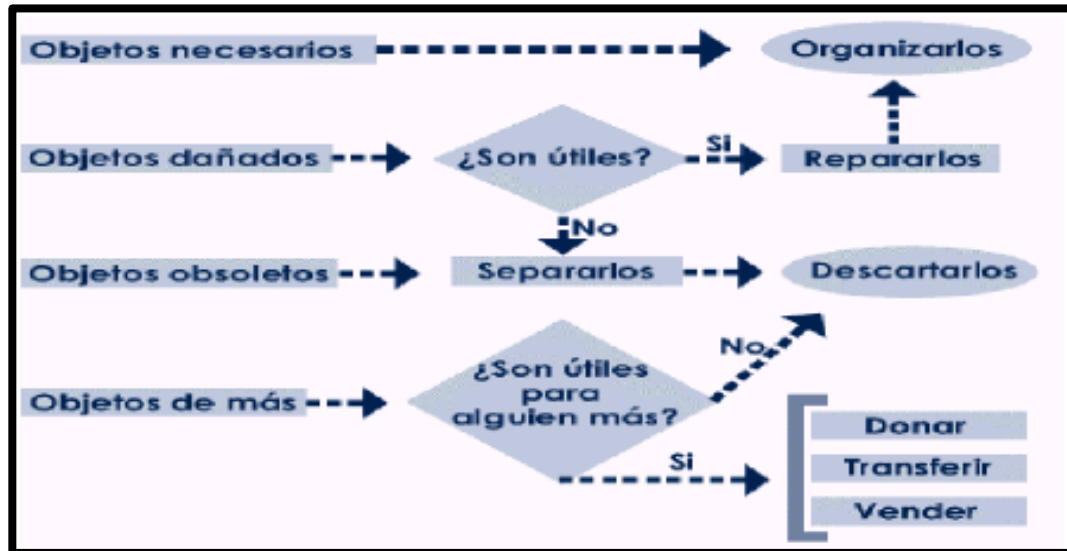 Objetos necesarios
Organizarlos
Objetos dañados
¿Son útiles?
Si
Repararlos
No
Objetos obsoletos
Separarlos
Descartarlos
Objetos de más
¿Son útiles
para
alguien más?
No
Si
Donar
Transferir
Vender